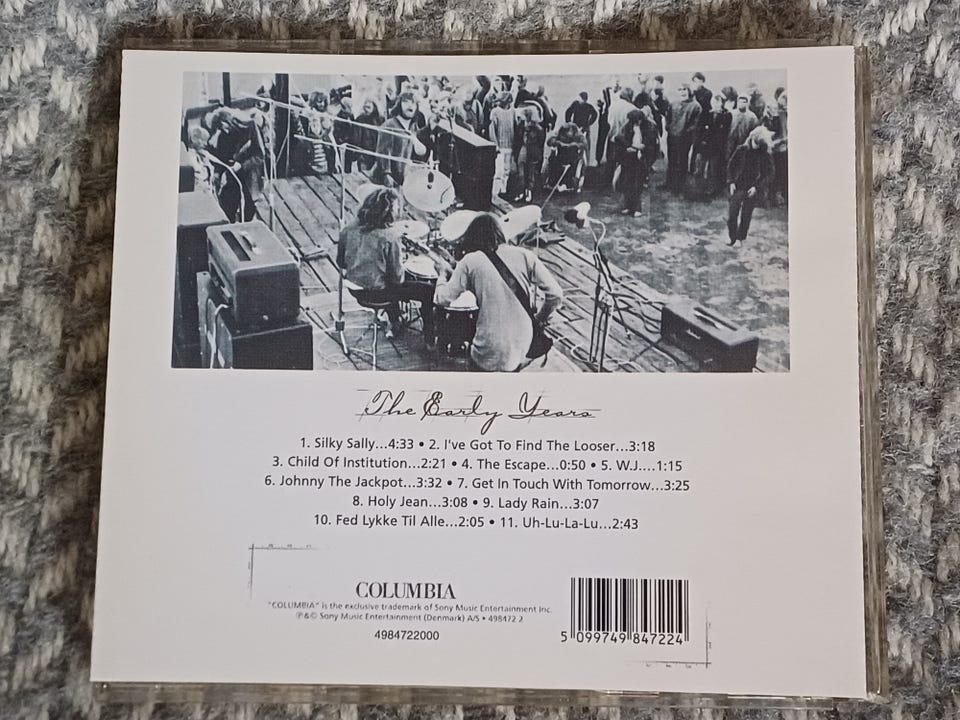 The Early Years
1. Silky Sally...4:33 • 2. I've Got To Find The Looser...3:18
3. Child Of Institution...2:21 • 4. The Escape...0:50 • 5. W.J....1:15
6. Johnny The Jackpot...3:32 • 7. Get In Touch With Tomorrow...3:25
8. Holy Jean...3:08 • 9. Lady Rain...3:07
10. Fed Lykke Til Alle...2:05 • 11. Uh-Lu-La-Lu...2:43
COLUMBIA
"COLUMBIA" is the exclusive trademark of Sony Music Entertainment Inc.
℗&© Sony Music Entertainment (Denmark) A/S • 498472 2
4984722000
5 099749 847224